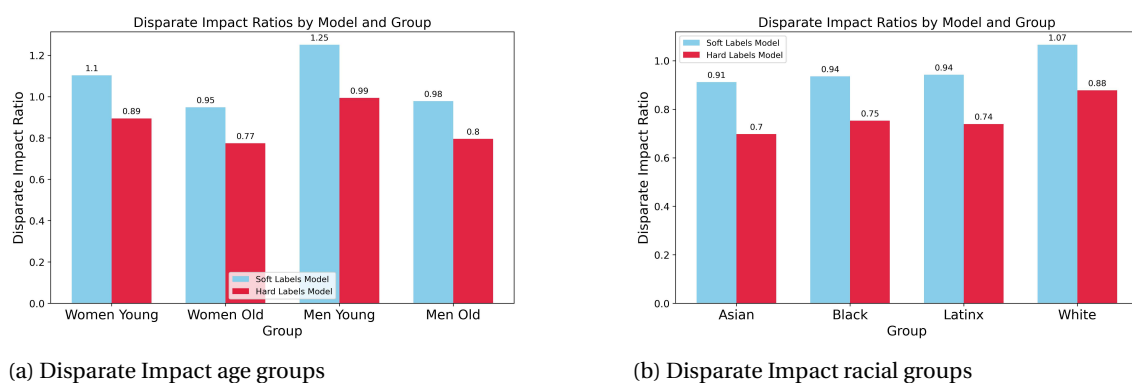 Disparate Impact Ratios by Model and Group
Disparate Impact Ratio
1.2
1.0
0.8
0.6
0.4
0.2
0.0
1.1
0.89
0.95
0.77
1.25
0.99
0.98
0.8
Soft Labels Model
Hard Labels Model
Women Young
Women Old
Men Young
Men Old
Group
(a) Disparate Impact age groups
Disparate Impact Ratios by Model and Group
Disparate Impact Ratio
1.0
0.8
0.6
0.4
0.2
0.0
Soft Labels Model
Hard Labels Model
0.91
0.7
0.94
0.75
0.94
0.74
1.07
0.88
Asian
Black
Latinx
White
Group
(b) Disparate Impact racial groups